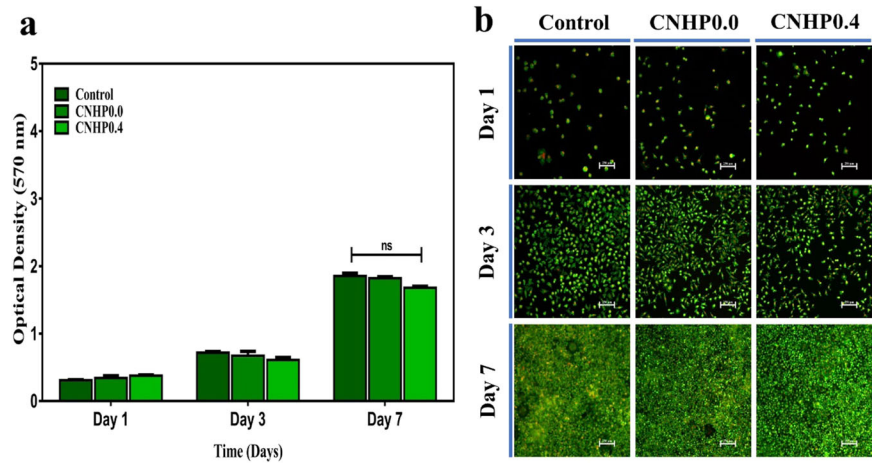 a
Optical Density (570 nm)
5
4
3
2
1
0
Control
CNHP0.0
CNHP0.4
ns
Day 1
Day 3
Day 7
Time (Days)
b
Control
CNHP0.0
CNHP0.4
Day 1
Day 3
Day 7